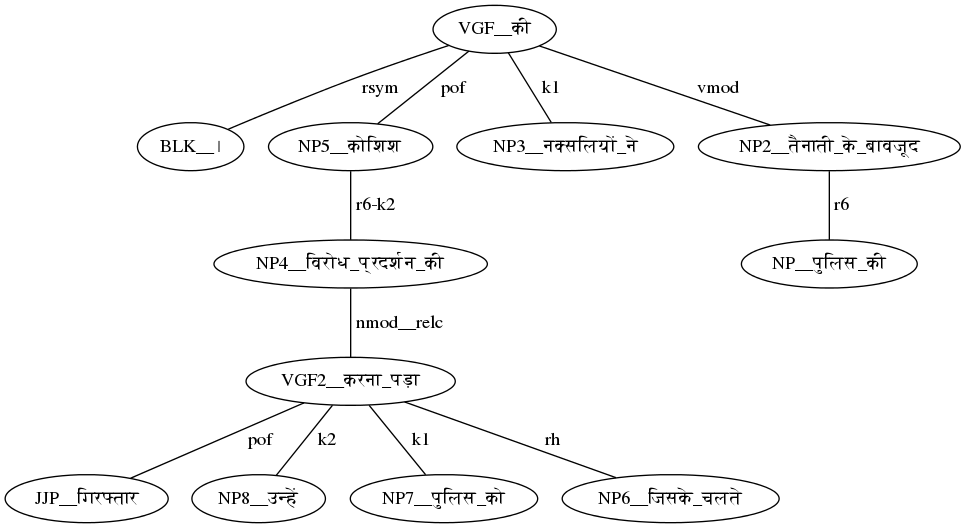 VGF__की
rsym pof k1 vmod
BLK__। NP5__कोशिश NP3__नक्सलियों_ने NP2__तैनाती_के_बावजूद
r6-k2 r6
NP4__विरोध_प्रदर्शन_की NP__पुलिस_की
nmod__relc
VGF2__करना_पड़ा
pof k2 k1 rh
JJP__गिरफ्तार NP8__उन्हें NP7__पुलिस_को NP6__जिसके_चलते